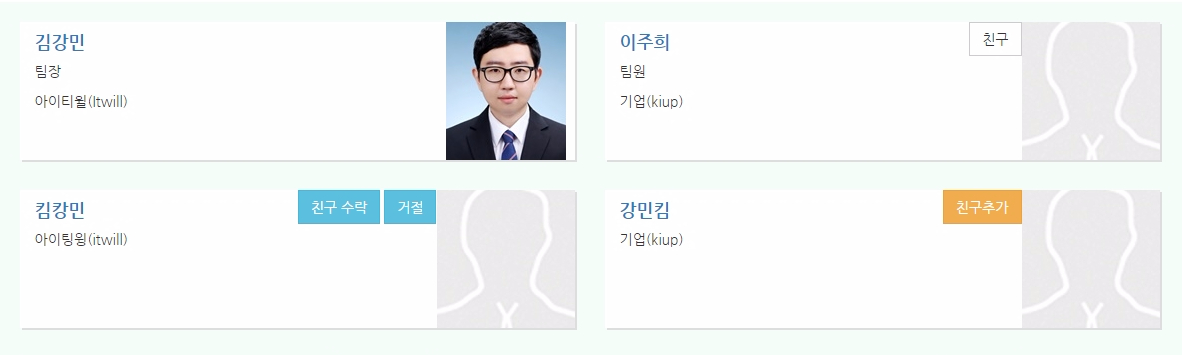 김강민
팀장
아이티윌(Itwill)
이주희
친구
팀원
기업(kiup)
킴캉민
친구 수락
거절
아이팅윙(itwill)
강민킴
친구추가
기업(kiup)